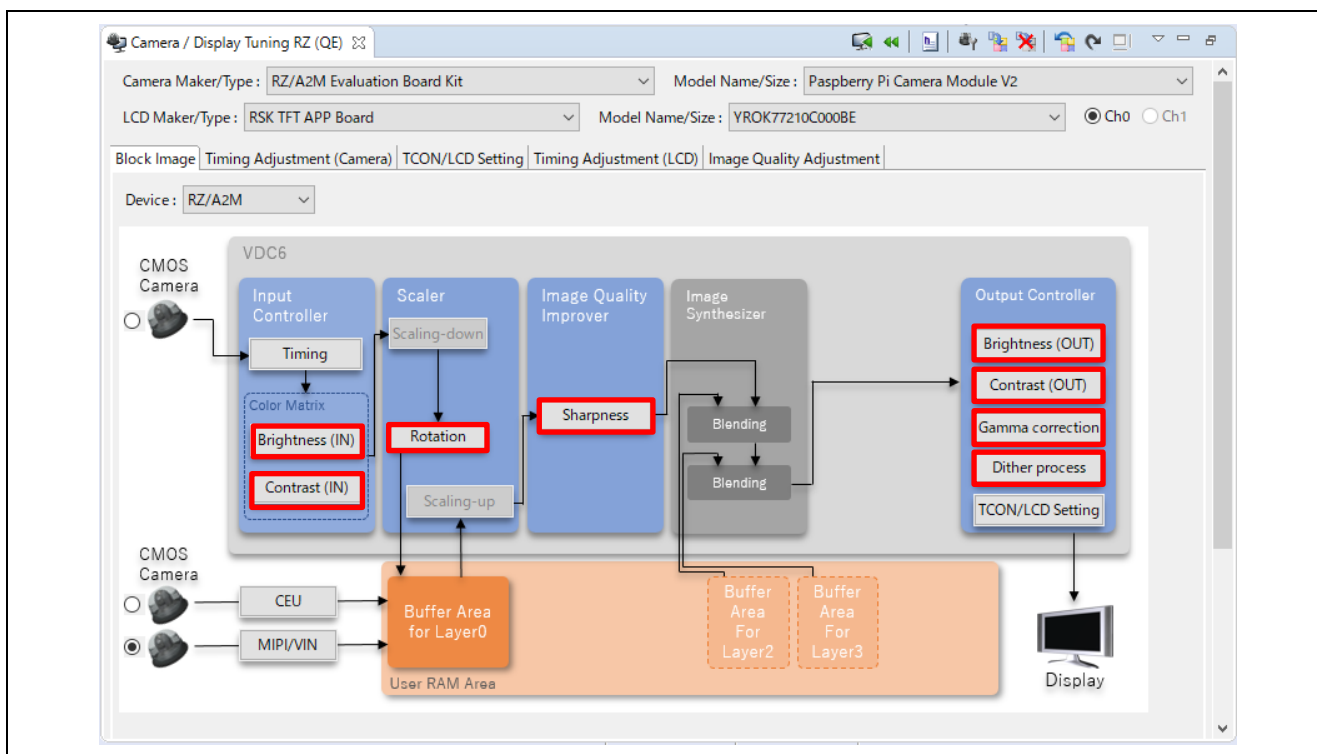 Camera / Display Tuning RZ (QE)
Camera Maker/Type : RZ/A2M Evaluation Board Kit Model Name/Size : Paspberry Pi Camera Module V2
LCD Maker/Type : RSK TFT APP Board Model Name/Size : YROK77210C000BE Ch0 Ch1
Block Image Timing Adjustment (Camera) TCON/LCD Setting Timing Adjustment (LCD) Image Quality Adjustment
Device : RZ/A2M
VDC6
CMOS
Camera
Input
Controller
Timing
Color Matrix
Brightness (IN)
Contrast (IN)
Scaler
Scaling-down
Rotation
Scaling-up
Image Quality
Improver
Sharpness
Image
Synthesizer
Blending
Blending
Output Controller
Brightness (OUT)
Contrast (OUT)
Gamma correction
Dither process
TCON/LCD Setting
CMOS
Camera
CEU
MIPI/VIN
Buffer Area
for Layer0
User RAM Area
Buffer
Area
For
Layer2
Buffer
Area
For
Layer3
Display